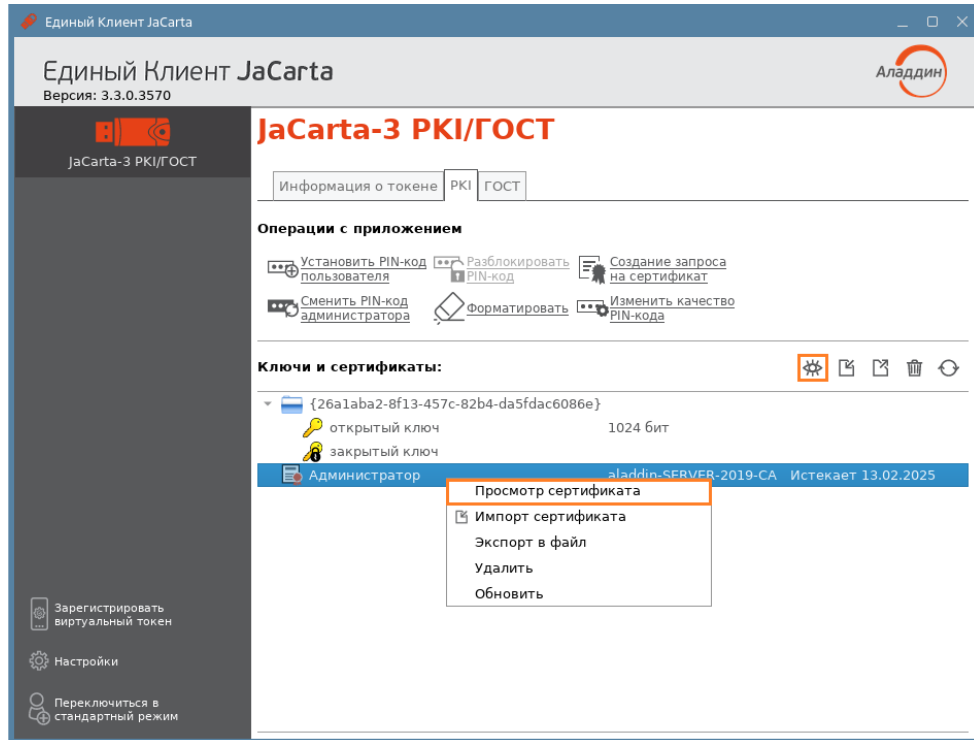 Единый Клиент JaCarta
Единый Клиент JaCarta
Версия: 3.3.0.3570
Аладдин
JaCarta-3 PKI/ГОСТ
JaCarta-3 PKI/ГОСТ
Информация о токене PKI ГОСТ
Операции с приложением
Установить PIN-код
пользователя
Разблокировать
PIN-код
Создание запроса
на сертификат
Сменить PIN-код
администратора
Форматировать
Изменить качество
PIN-кода
Ключи и сертификаты:
{26a1aba2-8f13-457c-82b4-da5fdac6086e}
открытый ключ 1024 бит
закрытый ключ
Администратор aladdin-SERVER-2019-CA Истекает 13.02.2025
Просмотр сертификата
Импорт сертификата
Экспорт в файл
Удалить
Обновить
Зарегистрировать
виртуальный токен
Настройки
Переключиться в
стандартный режим